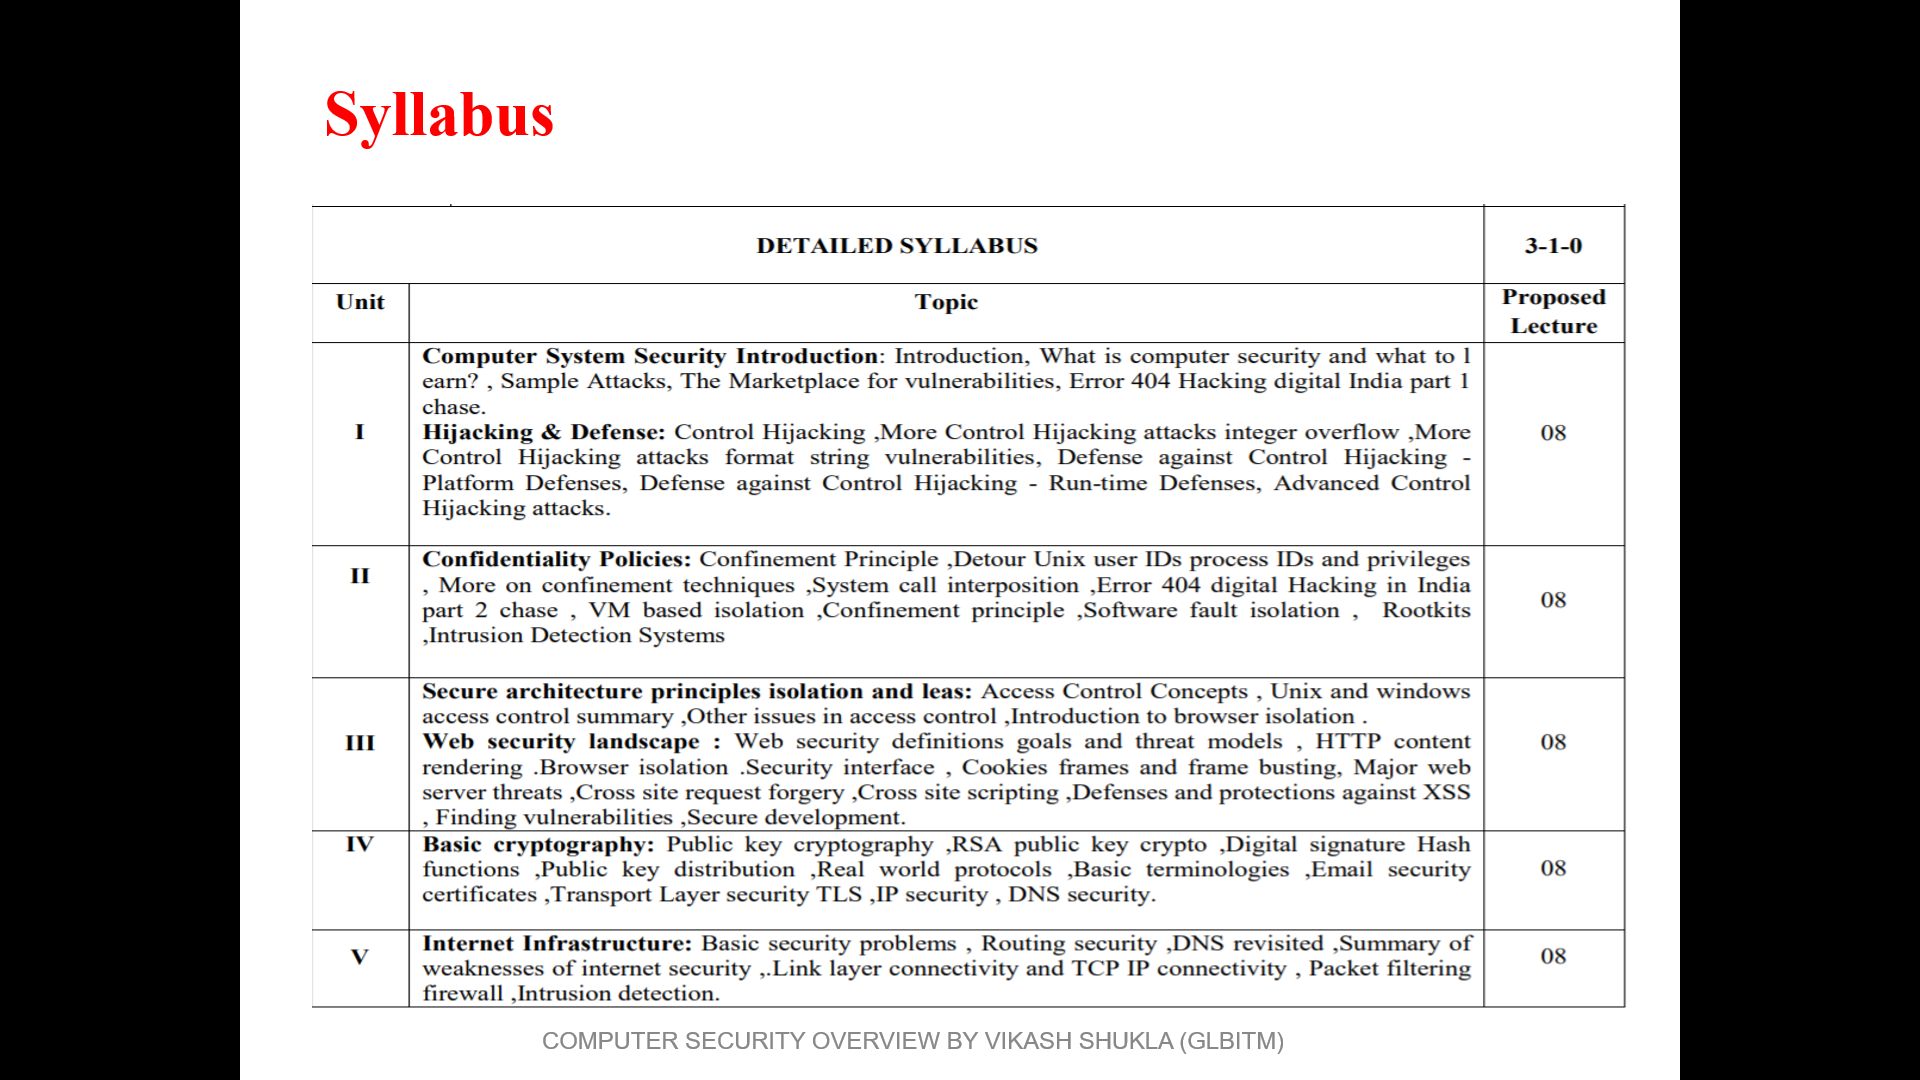 Syllabus
DETAILED SYLLABUS
3-1-0
Unit
Topic
Proposed
Lecture
I
Computer System Security Introduction: Introduction, What is computer security and what to l
earn? , Sample Attacks, The Marketplace for vulnerabilities, Error 404 Hacking digital India part 1
chase.
Hijacking & Defense: Control Hijacking ,More Control Hijacking attacks integer overflow ,More
Control Hijacking attacks format string vulnerabilities, Defense against Control Hijacking -
Platform Defenses, Defense against Control Hijacking - Run-time Defenses, Advanced Control
Hijacking attacks.
08
II
Confidentiality Policies: Confinement Principle ,Detour Unix user IDs process IDs and privileges
, More on confinement techniques ,System call interposition ,Error 404 digital Hacking in India
part 2 chase , VM based isolation ,Confinement principle ,Software fault isolation , Rootkits
,Intrusion Detection Systems
08
III
Secure architecture principles isolation and leas: Access Control Concepts , Unix and windows
access control summary ,Other issues in access control ,Introduction to browser isolation .
Web security landscape : Web security definitions goals and threat models , HTTP content
rendering .Browser isolation .Security interface , Cookies frames and frame busting, Major web
server threats ,Cross site request forgery ,Cross site scripting ,Defenses and protections against XSS
, Finding vulnerabilities ,Secure development.
08
IV
Basic cryptography: Public key cryptography ,RSA public key crypto ,Digital signature Hash
functions ,Public key distribution ,Real world protocols ,Basic terminologies ,Email security
certificates ,Transport Layer security TLS ,IP security , DNS security.
08
V
Internet Infrastructure: Basic security problems , Routing security ,DNS revisited ,Summary of
weaknesses of internet security ,.Link layer connectivity and TCP IP connectivity , Packet filtering
firewall ,Intrusion detection.
08
COMPUTER SECURITY OVERVIEW BY VIKASH SHUKLA (GLBITM)